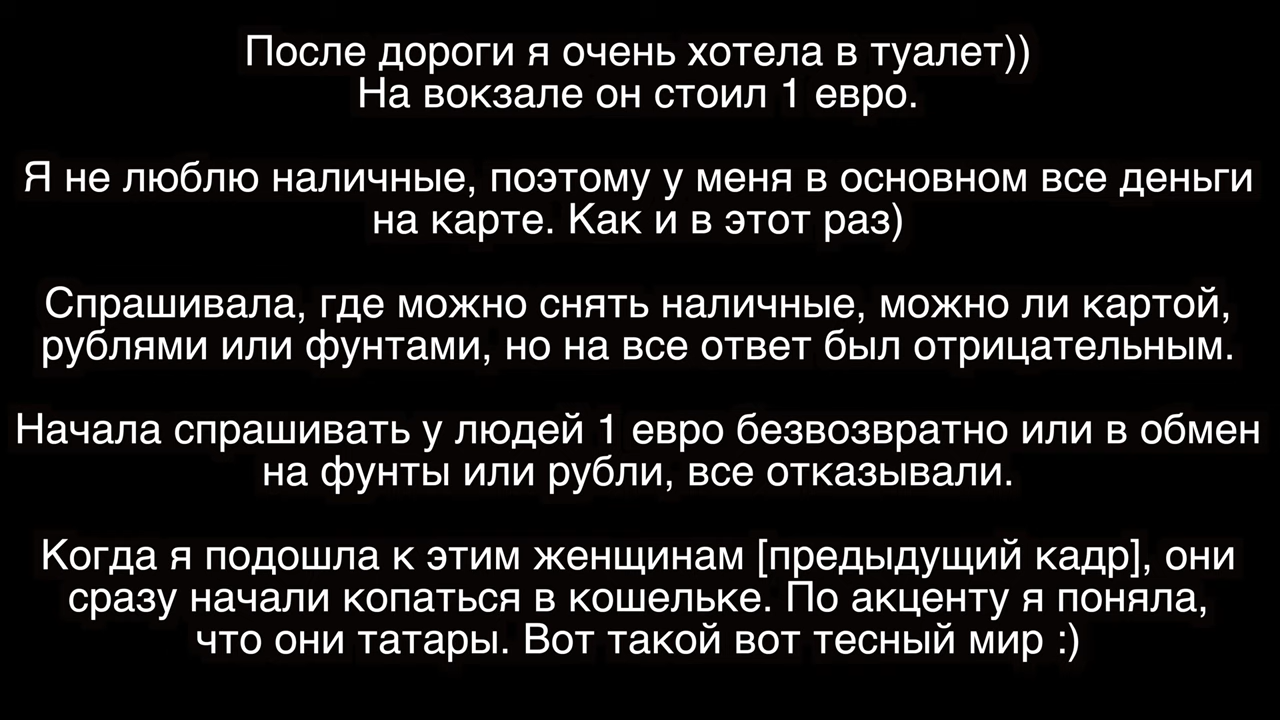 После дороги я очень хотела в туалет))
На вокзале он стоил 1 евро.
Я не люблю наличные, поэтому у меня в основном все деньги
на карте. Как и в этот раз)
Спрашивала, где можно снять наличные, можно ли картой,
рублями или фунтами, но на все ответ был отрицательным.
Начала спрашивать у людей 1 евро безвозвратно или в обмен
на фунты или рубли, все отказывали.
Когда я подошла к этим женщинам [предыдущий кадр], они
сразу начали копаться в кошельке. По акценту я поняла,
что они татары. Вот такой вот тесный мир :)